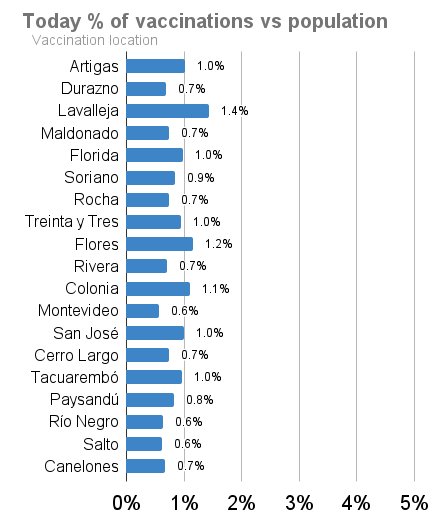 Today % of vaccinations vs population
Vaccination location
Artigas 1.0%
Durazno 0.7%
Lavalleja 1.4%
Maldonado 0.7%
Florida 1.0%
Soriano 0.9%
Rocha 0.7%
Treinta y Tres 1.0%
Flores 1.2%
Rivera 0.7%
Colonia 1.1%
Montevideo 0.6%
San José 1.0%
Cerro Largo 0.7%
Tacuarembó 1.0%
Paysandú 0.8%
Río Negro 0.6%
Salto 0.6%
Canelones 0.7%
0% 1% 2% 3% 4% 5%